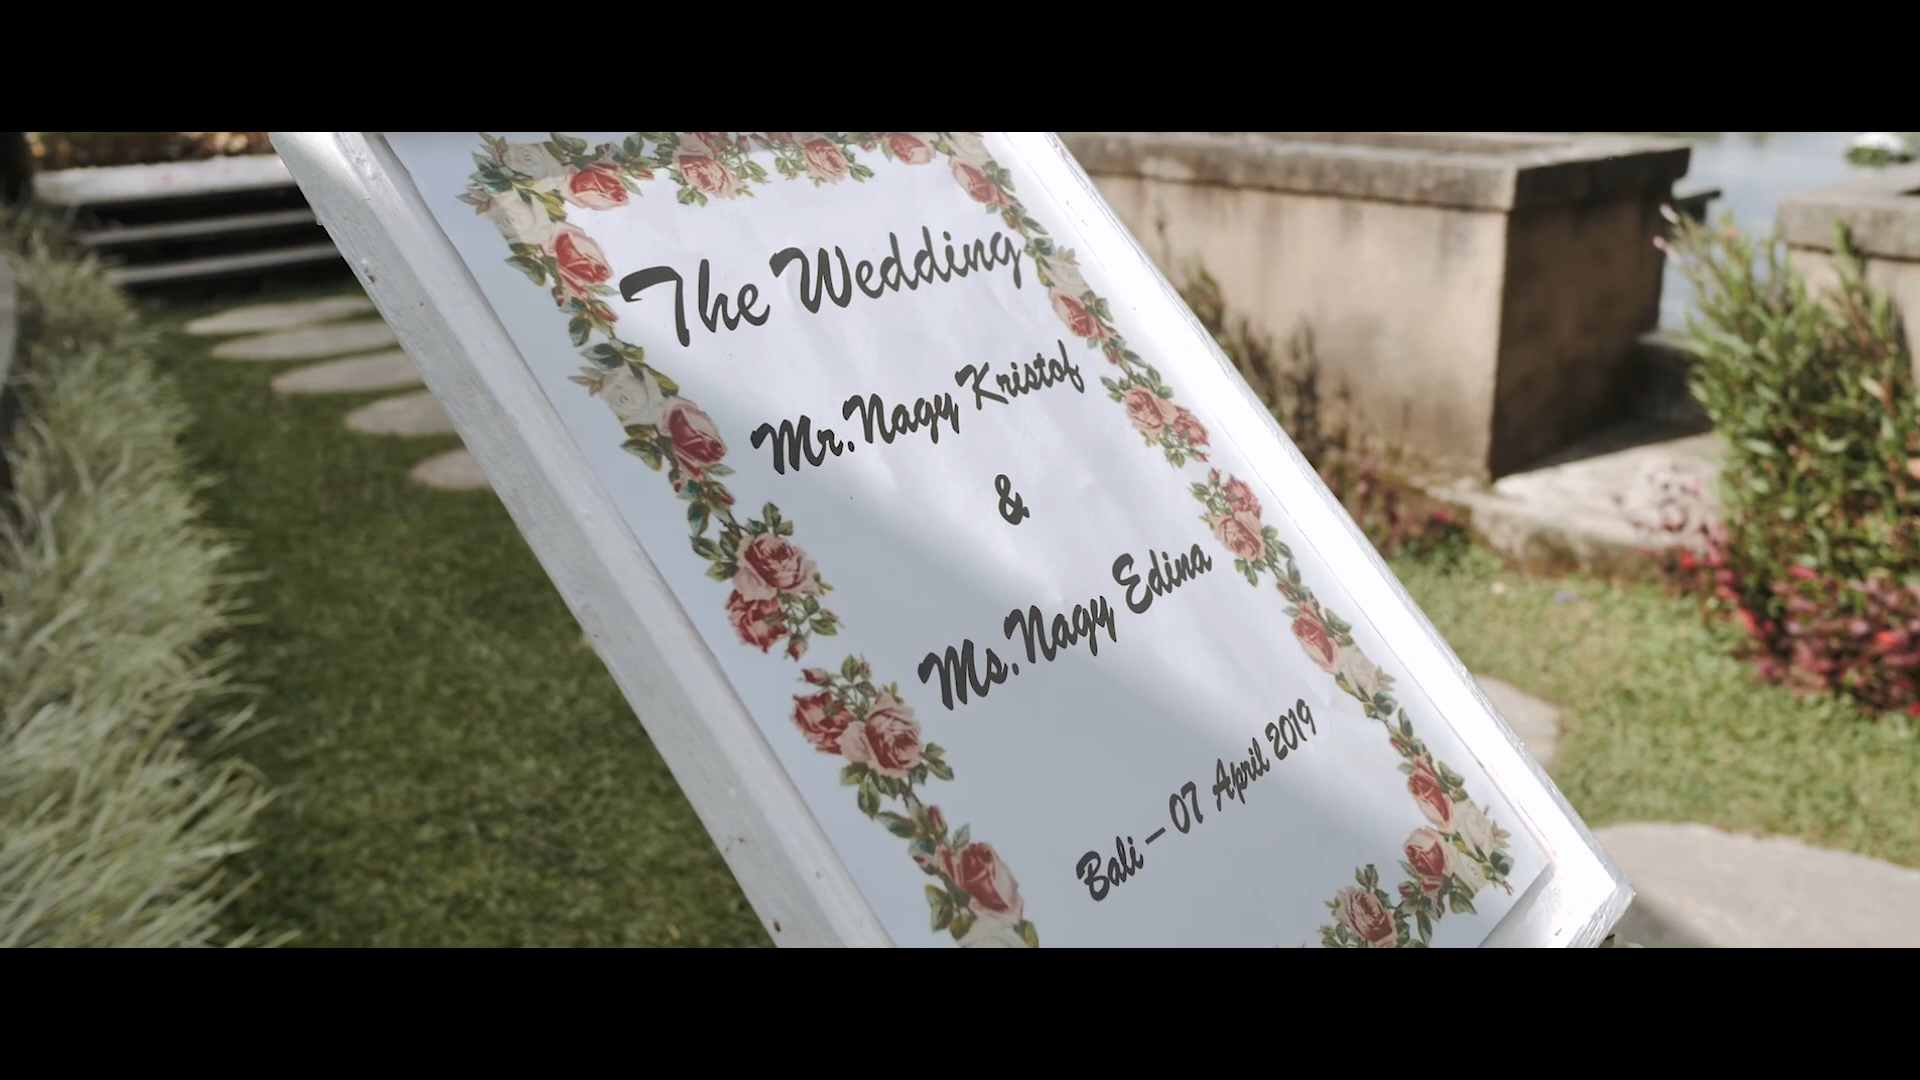 The Wedding
Mr.Nagy Kristof
&
Ms.Nagy Edina
Bali - 07 April 2019